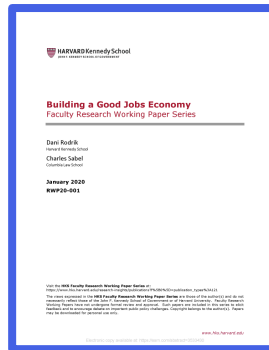 HARVARD Kennedy School
JOHN F. KENNEDY SCHOOL OF GOVERNMENT
Building a Good Jobs Economy
Faculty Research Working Paper Series
Dani Rodrik
Harvard Kennedy School
Charles Sabel
Columbia Law School
January 2020
RWP20-001
Visit the HKS Faculty Research Working Paper Series at:
The views expressed in the HKS Faculty Research Working Paper Series are those of the author(s) and do not
necessarily reflect those of the John F. Kennedy School of Government or of Harvard University. Faculty Research
Working Papers have not undergone formal review and approval. Such papers are included in this series to elicit
feedback and to encourage debate on important public policy challenges. Copyright belongs to the author(s). Papers
may be downloaded for personal use only.
www.hks.harvard.edu